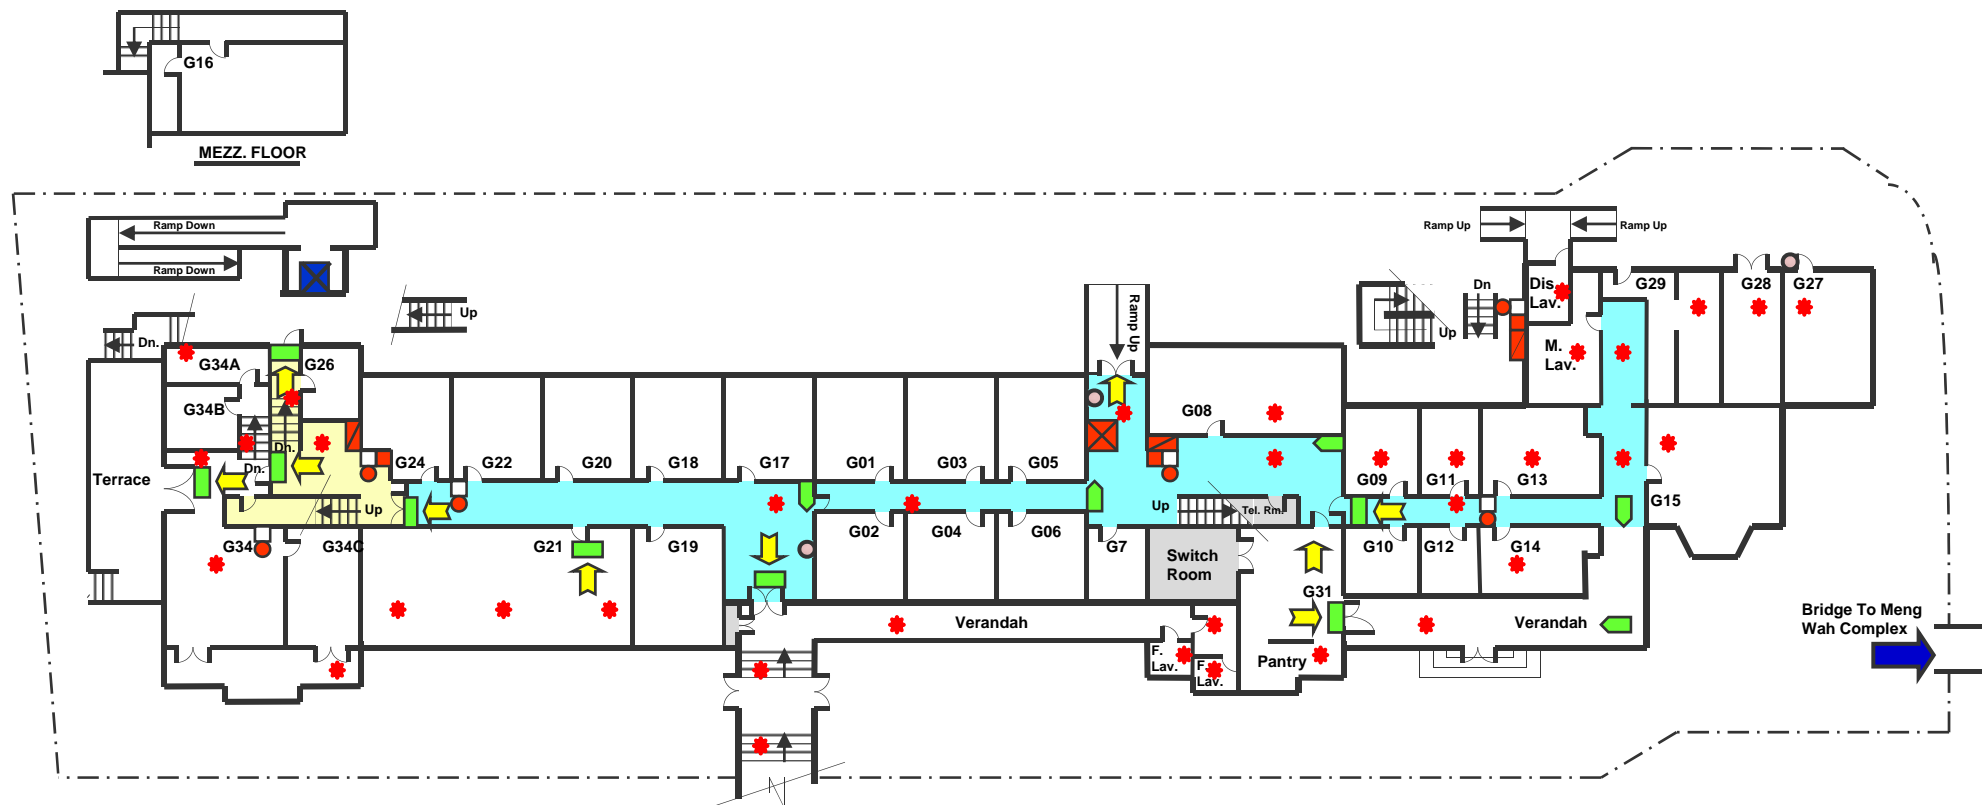 G16
MEZZ. FLOOR
Ramp Down
Ramp Down
Up
Dn.
G34A
G26
G34B
Dn.
Dn.
Terrace
G34
G34C
Up
G24
G22
G20
G18
G17
G01
G03
G05
G21
G19
G02
G04
G06
G7
Ramp Up
G08
Up
Tel. Rm.
Switch
Room
Ramp Up
Ramp Up
Dn
Up
Dis.
Lav.
M.
Lav.
G29
G28
G27
G09
G11
G13
G15
G10
G12
G14
G31
Verandah
Verandah
F.
Lav.
F.
Lav.
Pantry
Bridge To Meng
Wah Complex